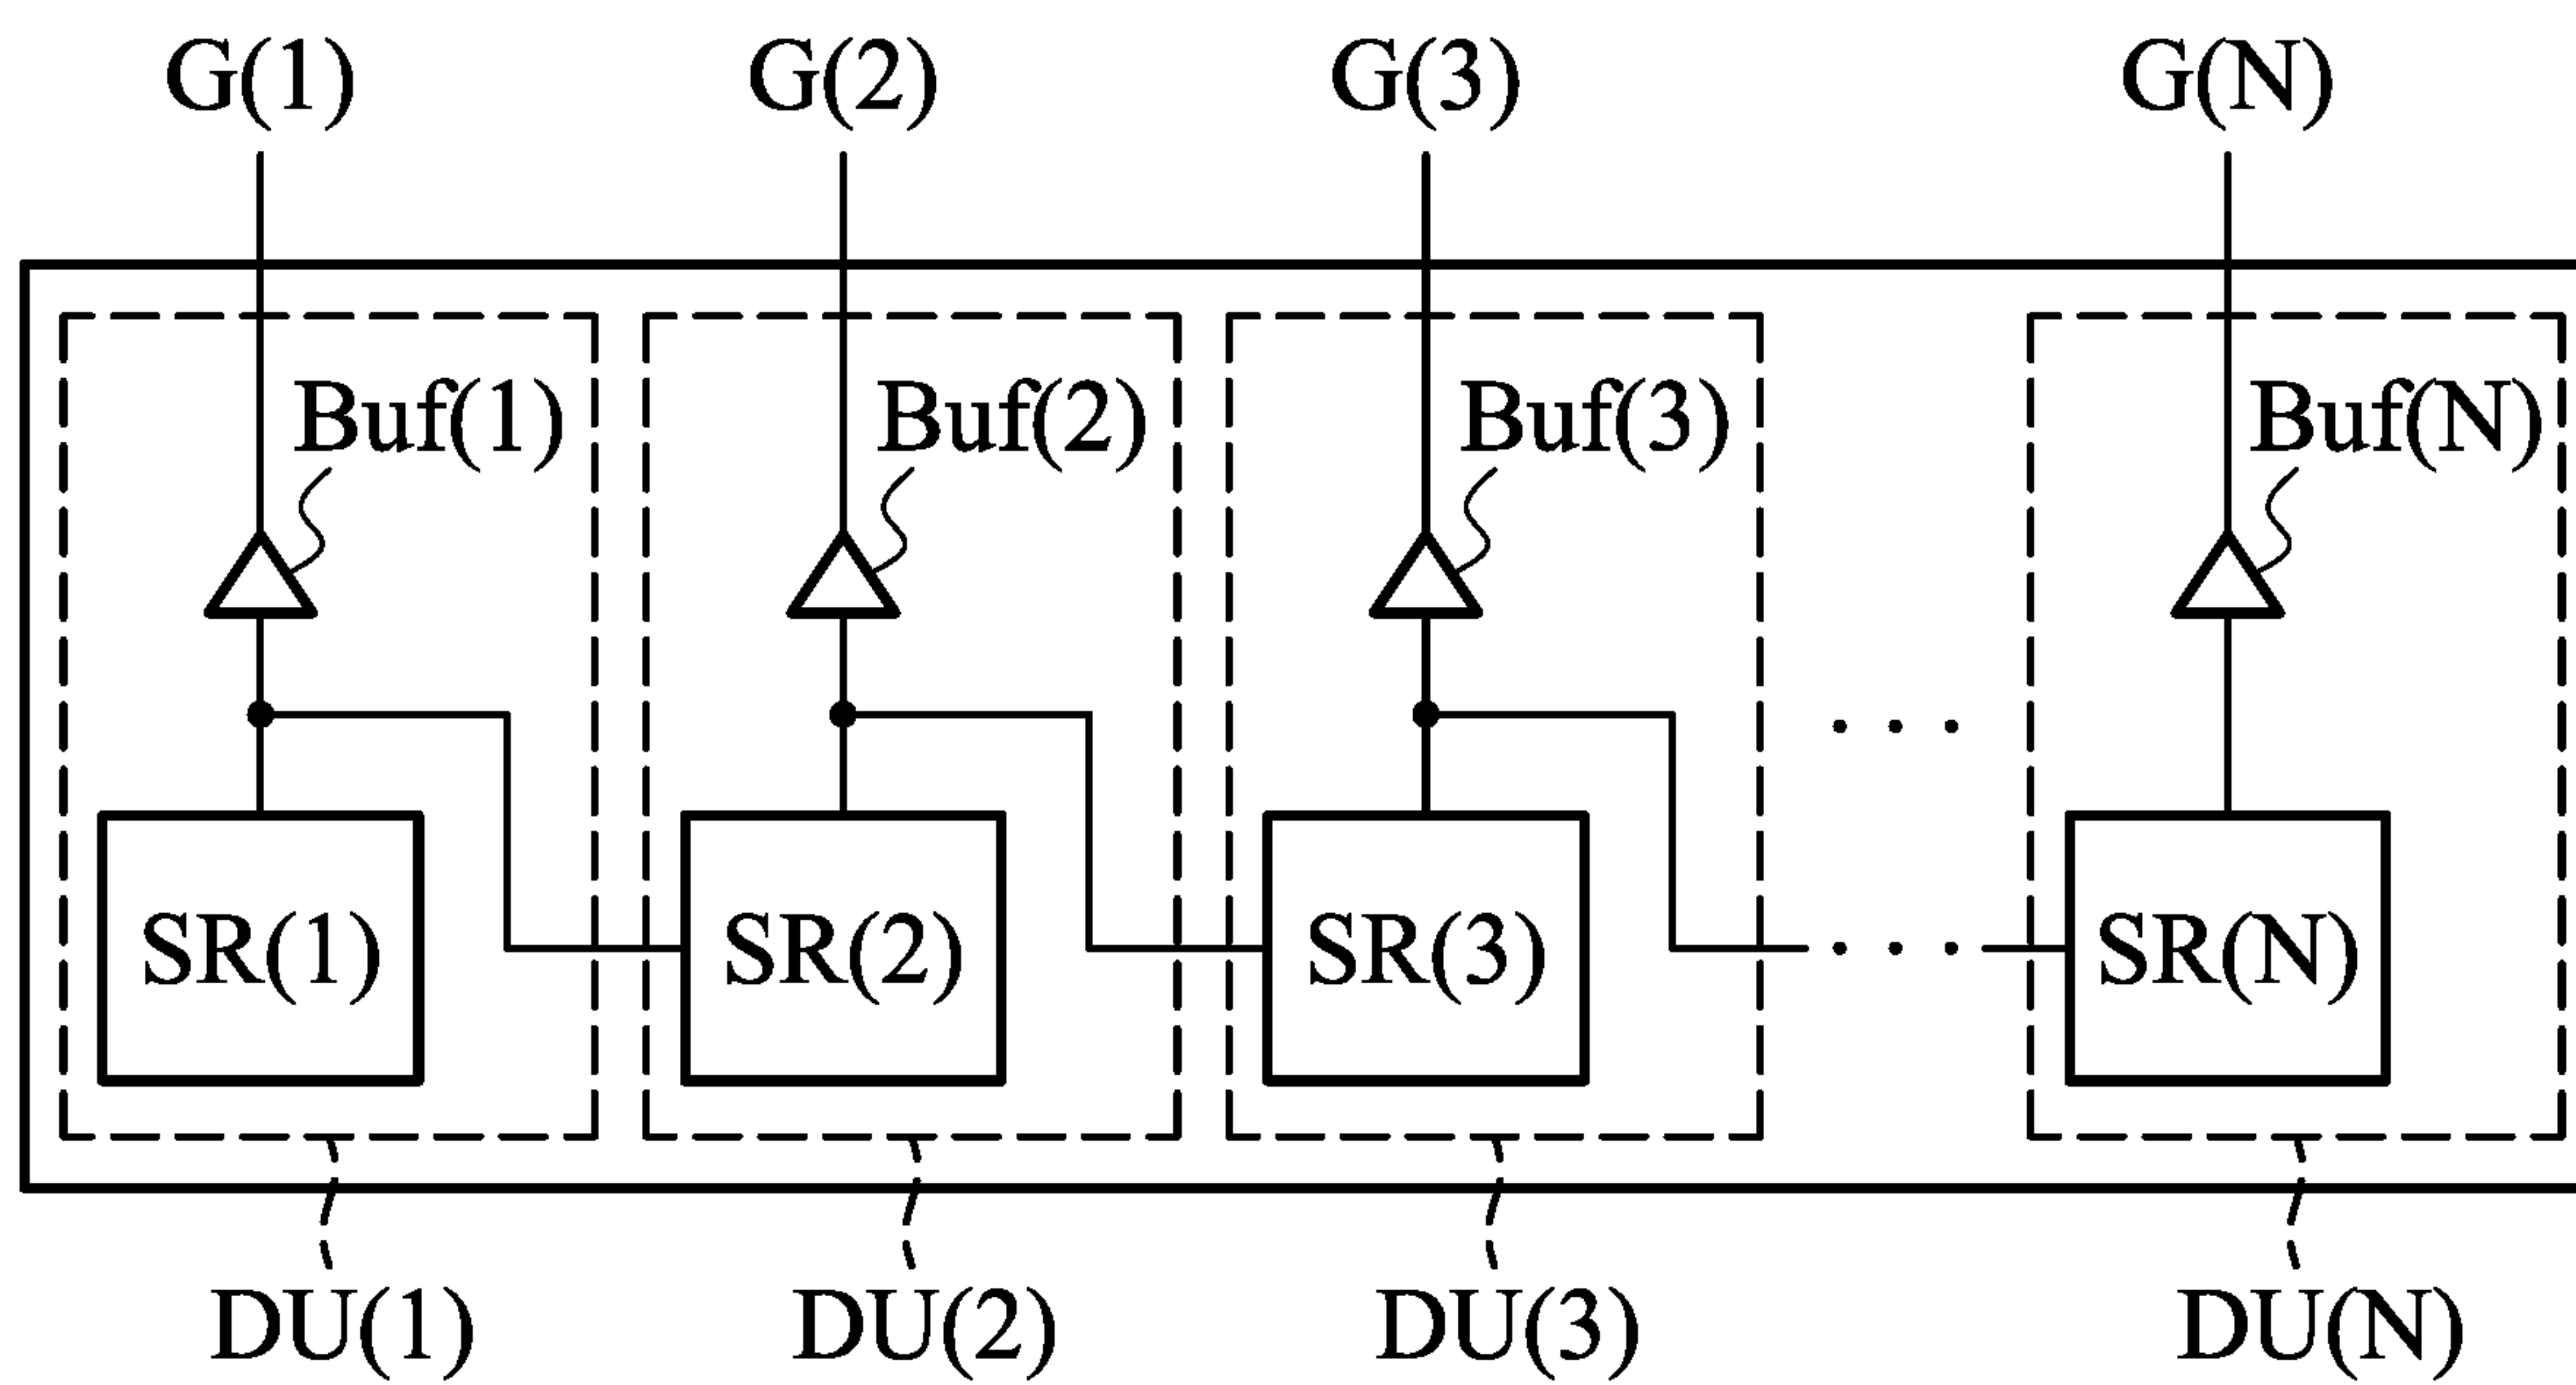 G(1) G(2) G(3) G(N)
Buf(1) Buf(2) Buf(3) Buf(N)
. . .
SR(1) SR(2) SR(3) . . . SR(N)
DU(1) DU(2) DU(3) DU(N)